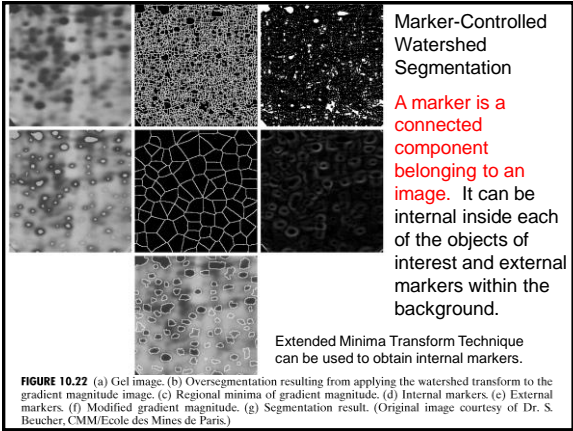 Marker-Controlled
Watershed
Segmentation
A marker is a
connected
component
belonging to an
image. It can be
internal inside each
of the objects of
interest and external
markers within the
background.
Extended Minima Transform Technique
can be used to obtain internal markers.
FIGURE 10.22 (a) Gel image. (b) Oversegmentation resulting from applying the watershed transform to the
gradient magnitude image. (c) Regional minima of gradient magnitude. (d) Internal markers. (e) External
markers. (f) Modified gradient magnitude. (g) Segmentation result. (Original image courtesy of Dr. S.
Beucher, CMM/Ecole des Mines de Paris.)